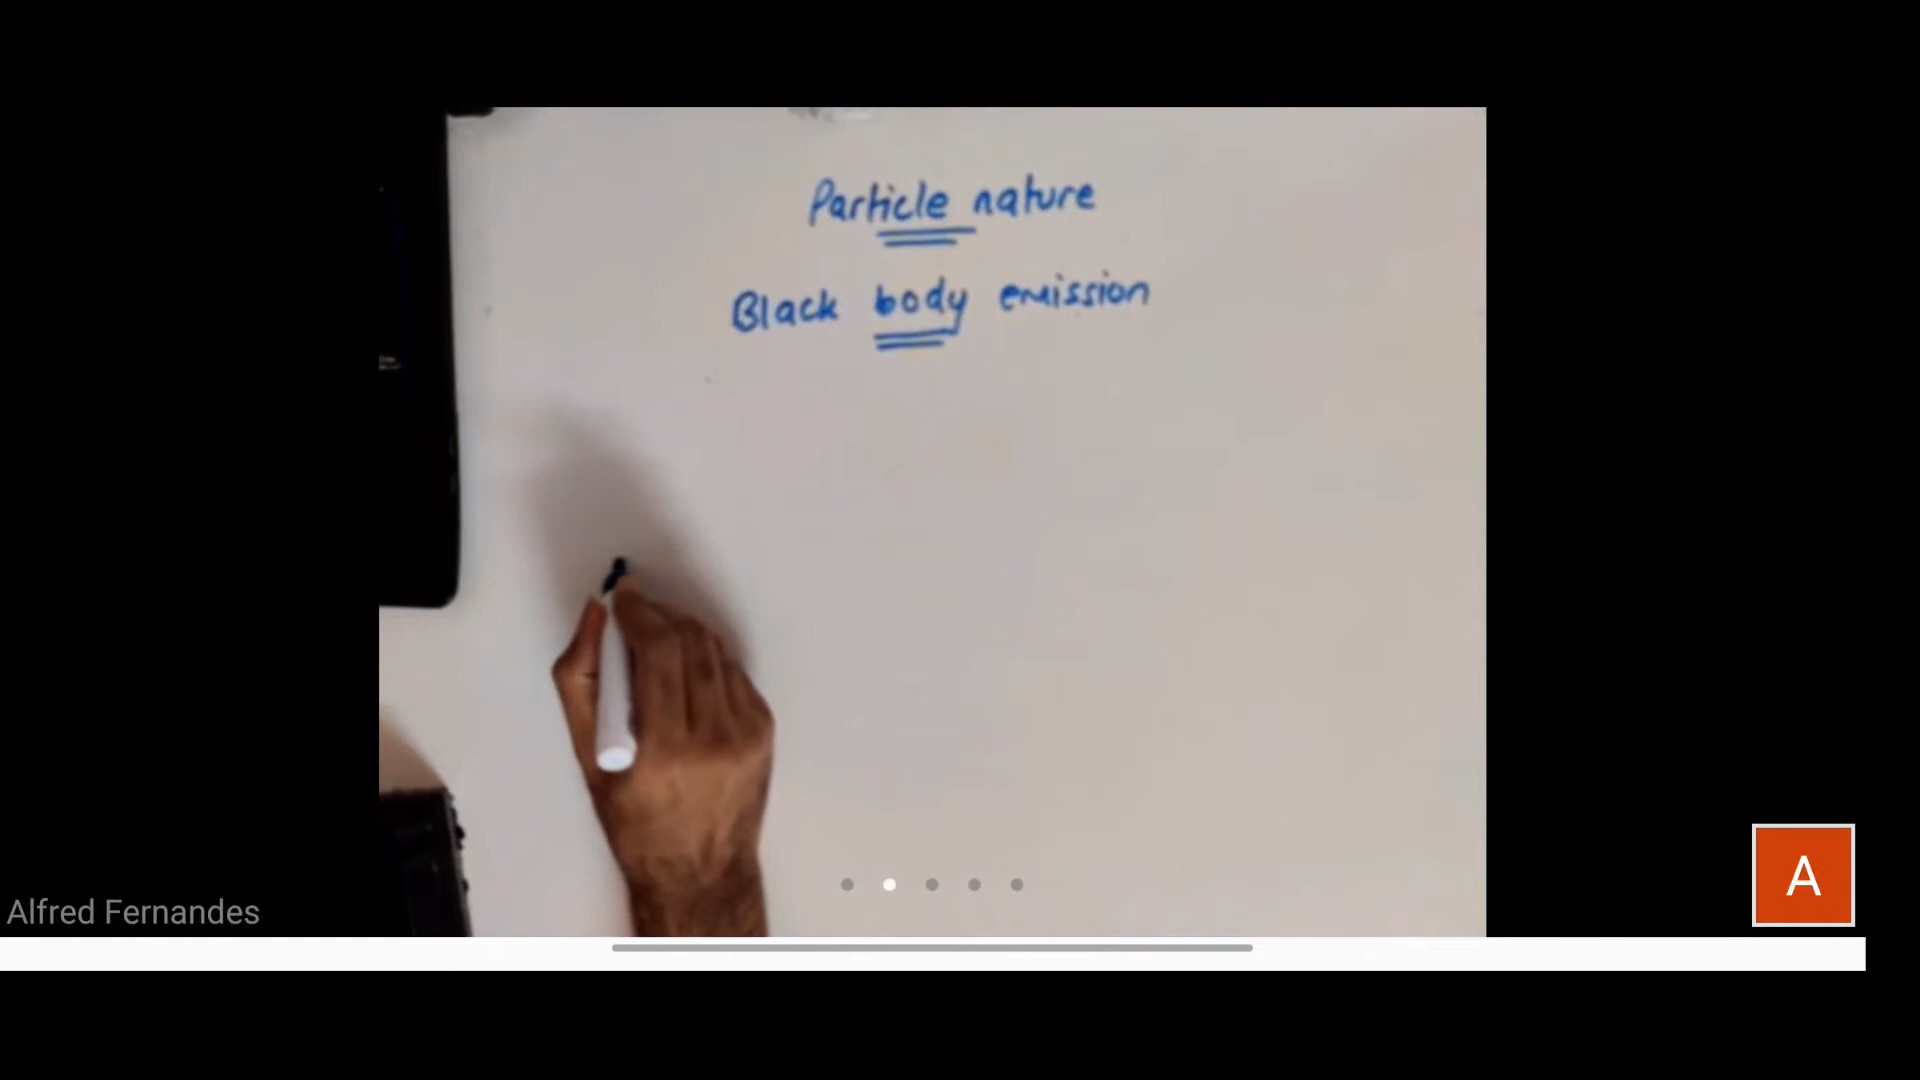 Particle nature
Black body emission
Alfred Fernandes
A